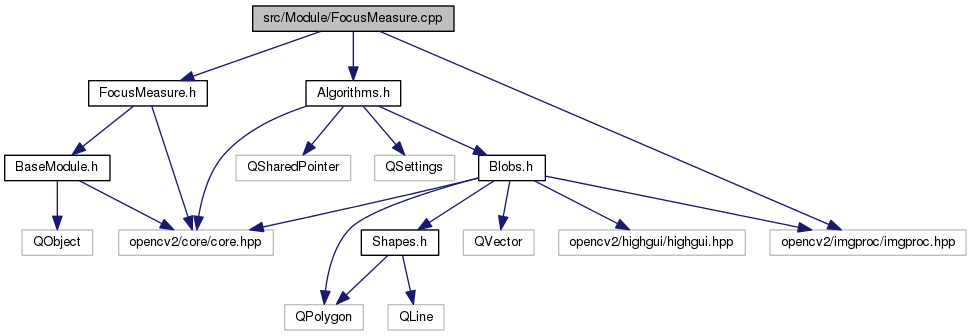 src/Module/FocusMeasure.cpp
FocusMeasure.h
Algorithms.h
BaseModule.h
QSharedPointer
QSettings
Blobs.h
QObject
opencv2/core/core.hpp
Shapes.h
QVector
opencv2/highgui/highgui.hpp
opencv2/imgproc/imgproc.hpp
QPolygon
QLine